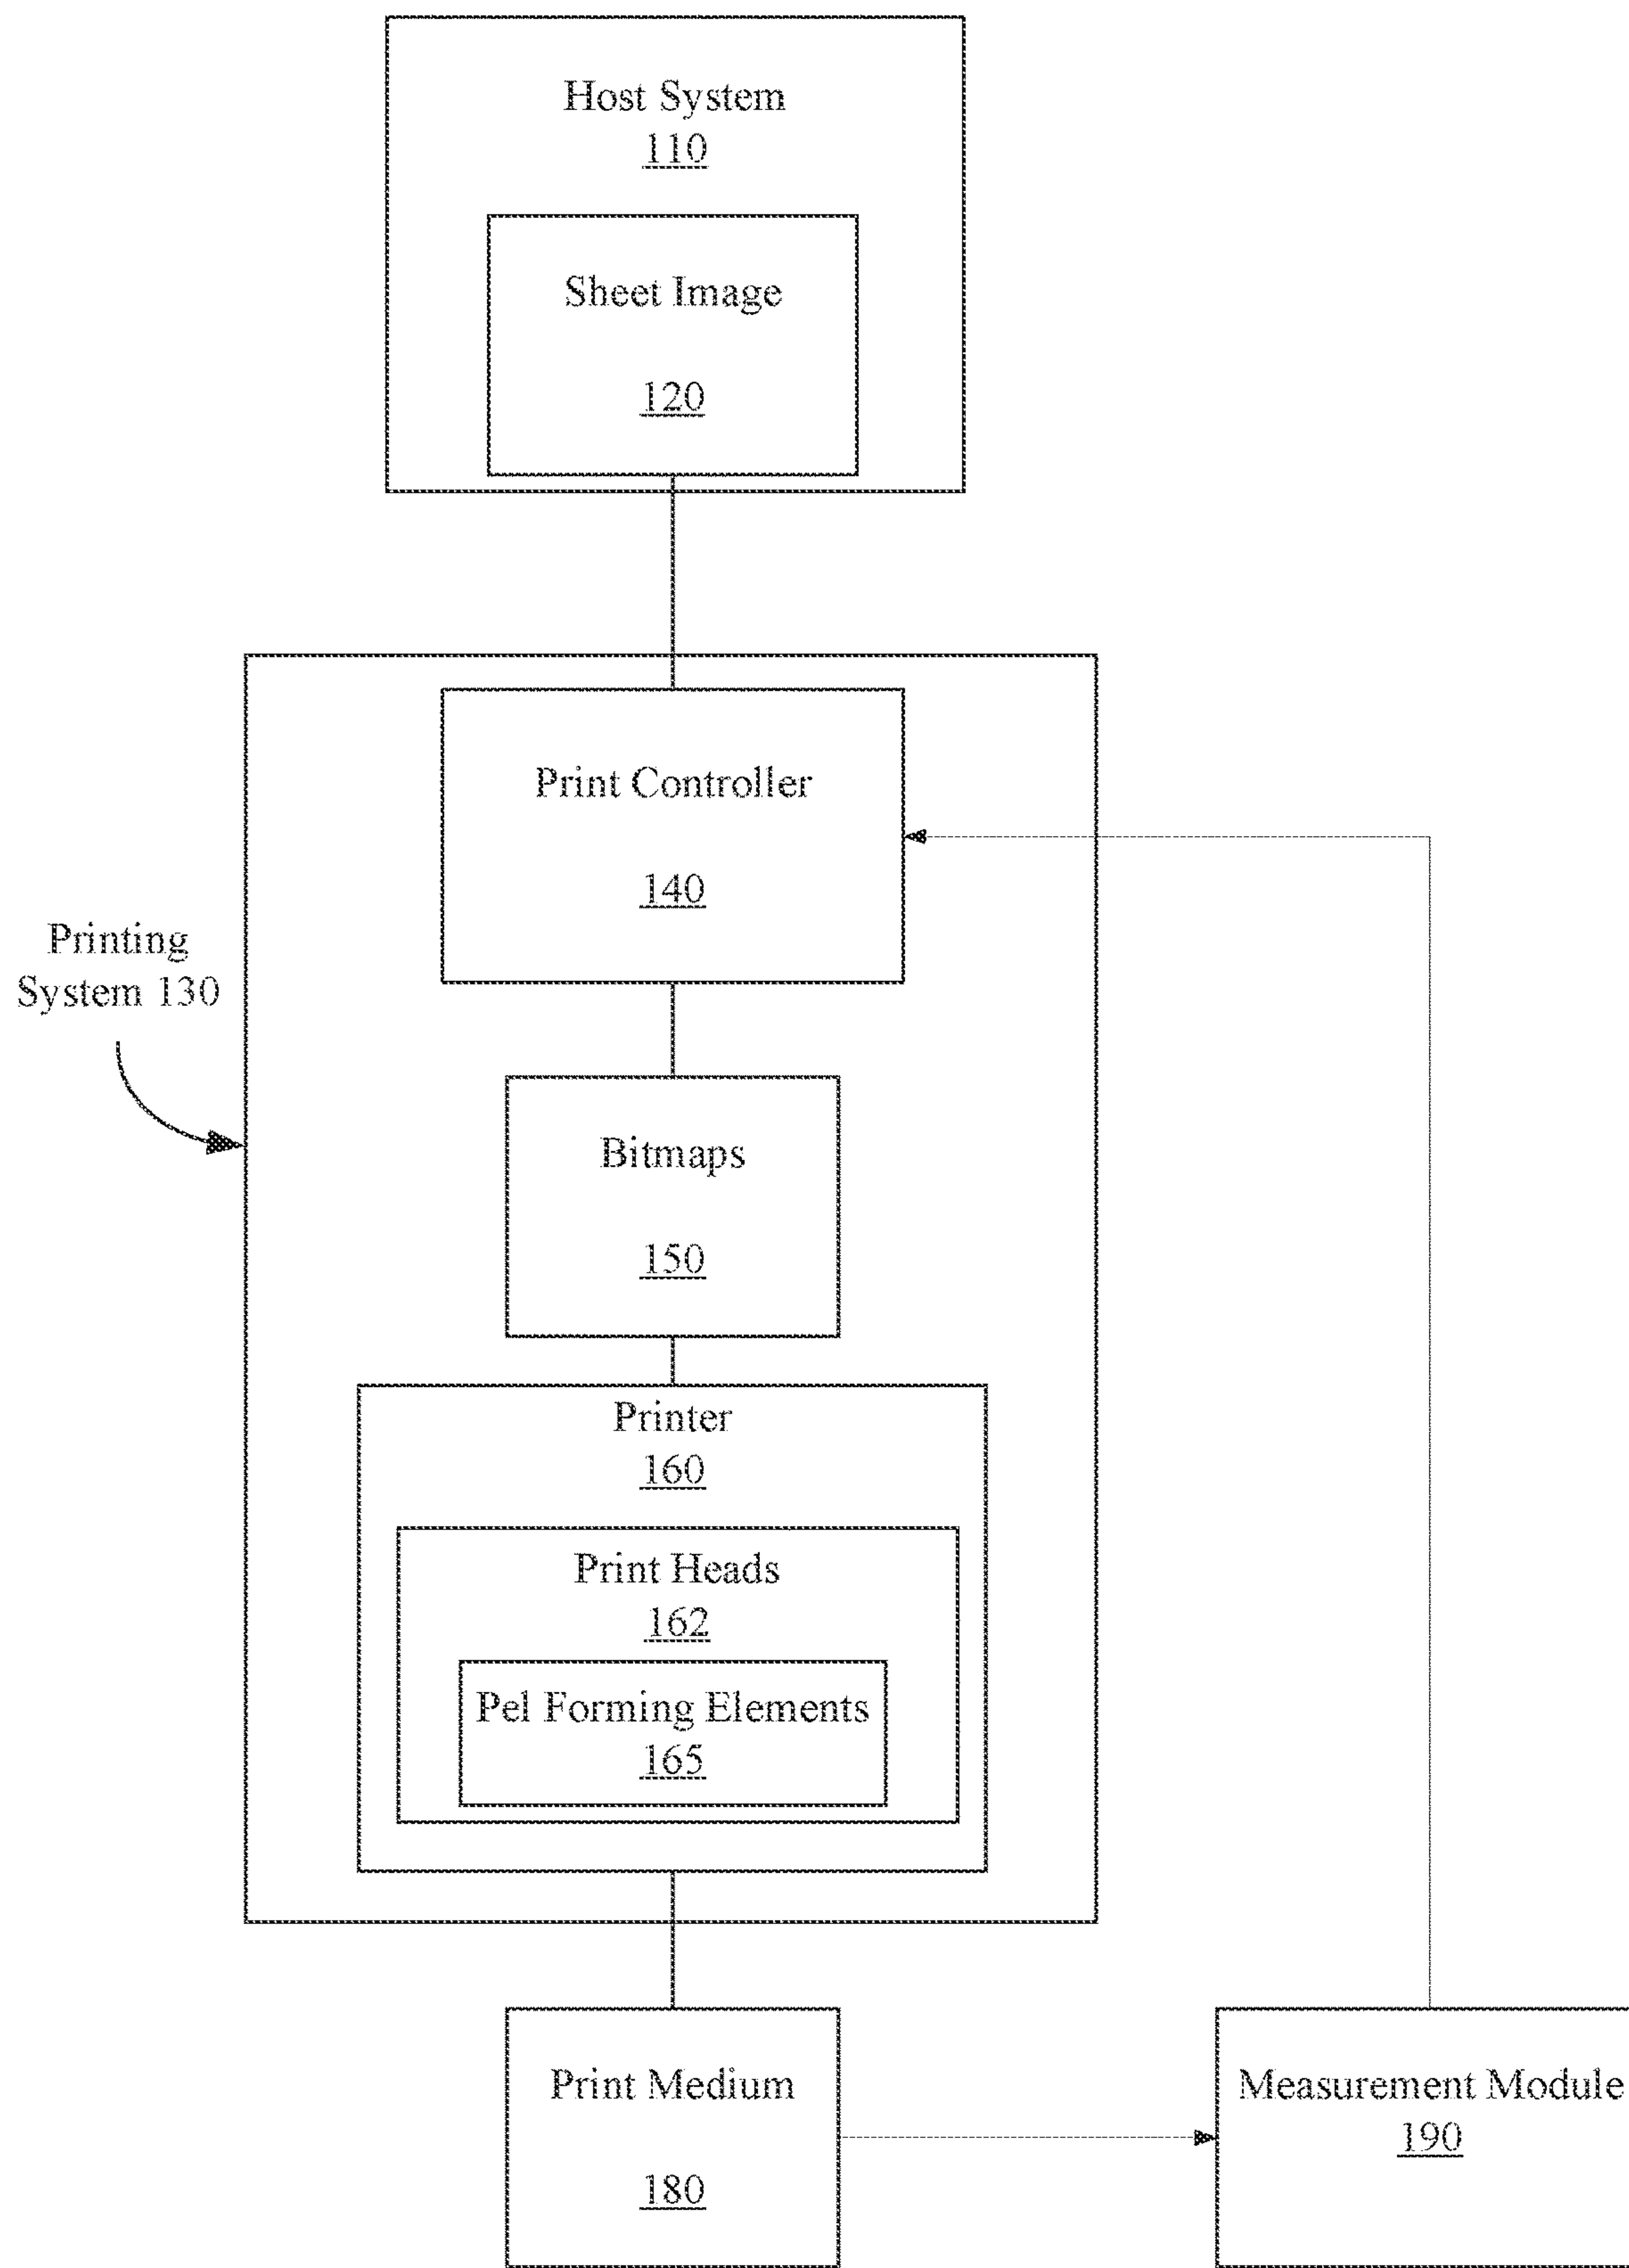 Host System
110
Sheet Image
120
Print Controller
140
Printing
System 130
Bitmaps
150
Printer
160
Print Heads
162
Pel Forming Elements
165
Print Medium
180
Measurement Module
190